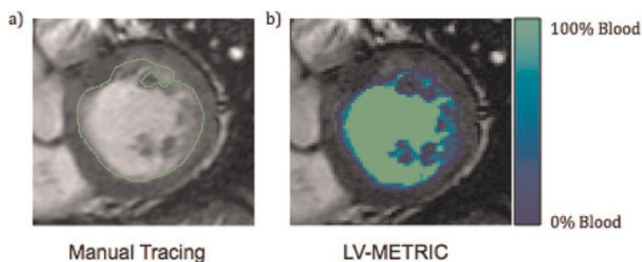 a)
b)
100% Blood
0% Blood
Manual Tracing
LV-METRIC